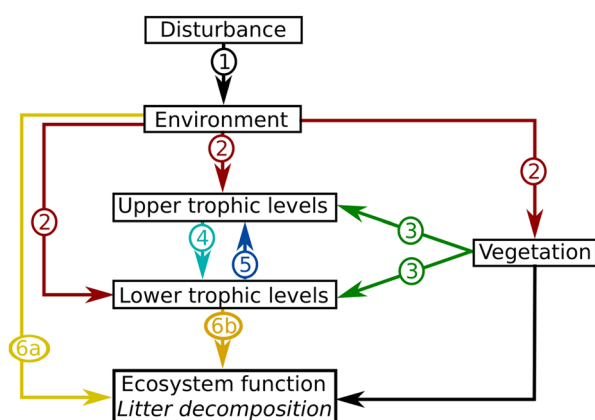 Disturbance
1
Environment
2
2
Upper trophic levels
2
3
4
5
Vegetation
3
Lower trophic levels
6b
6a
Ecosystem function
Litter decomposition